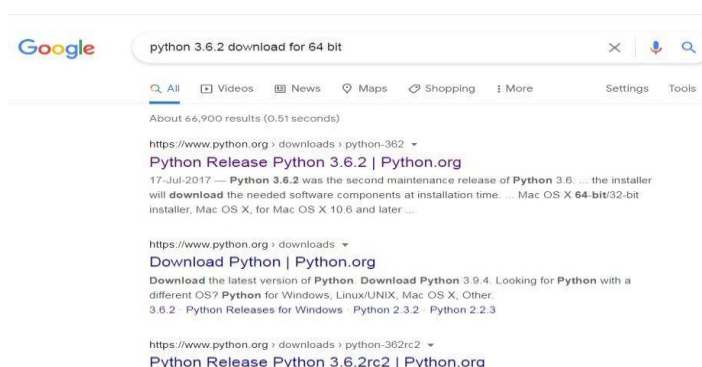 Google
python 3.6.2 download for 64 bit
All Videos News Maps Shopping More Settings Tools
About 66,900 results (0.51 seconds)
https://www.python.org › downloads › python-362
Python Release Python 3.6.2 | Python.org
17-Jul-2017 — Python 3.6.2 was the second maintenance release of Python 3.6. ... the installer
will download the needed software components at installation time. ... Mac OS X 64-bit/32-bit
installer, Mac OS X, for Mac OS X 10.6 and later ...
https://www.python.org › downloads
Download Python | Python.org
Download the latest version of Python. Download Python 3.9.4. Looking for Python with a
different OS? Python for Windows, Linux/UNIX, Mac OS X, Other.
3.6.2 · Python Releases for Windows · Python 2.3.2 · Python 2.2.3
https://www.python.org › downloads › python-362rc2
Python Release Python 3.6.2rc2 | Python.org